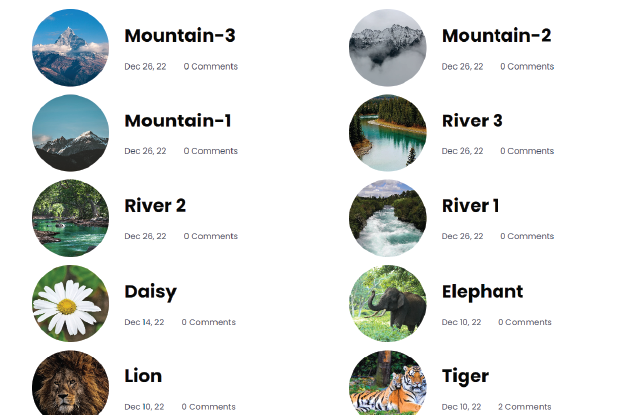 Mountain-3
Dec 26, 22 0 Comments
Mountain-2
Dec 26, 22 0 Comments
Mountain-1
Dec 26, 22 0 Comments
River 3
Dec 26, 22 0 Comments
River 2
Dec 26, 22 0 Comments
River 1
Dec 26, 22 0 Comments
Daisy
Dec 14, 22 0 Comments
Elephant
Dec 10, 22 0 Comments
Lion
Dec 10, 22 0 Comments
Tiger
Dec 10, 22 2 Comments